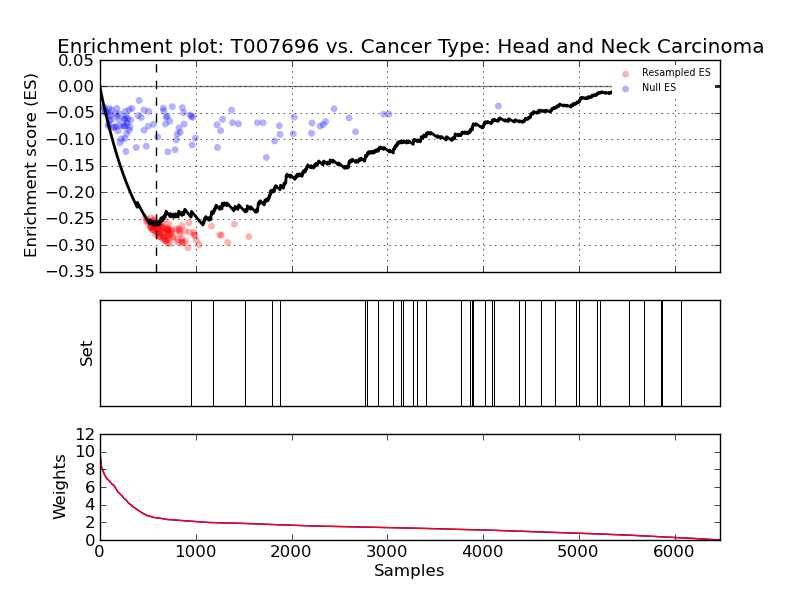 Enrichment plot: T007696 vs. Cancer Type: Head and Neck Carcinoma
0.05
0.00
−0.05
−0.10
−0.15
−0.20
−0.25
−0.30
−0.35
Enrichment score (ES)
Resampled ES
Null ES
Set
12
10
8
6
4
2
0
Weights
0 1000 2000 3000 4000 5000 6000
Samples